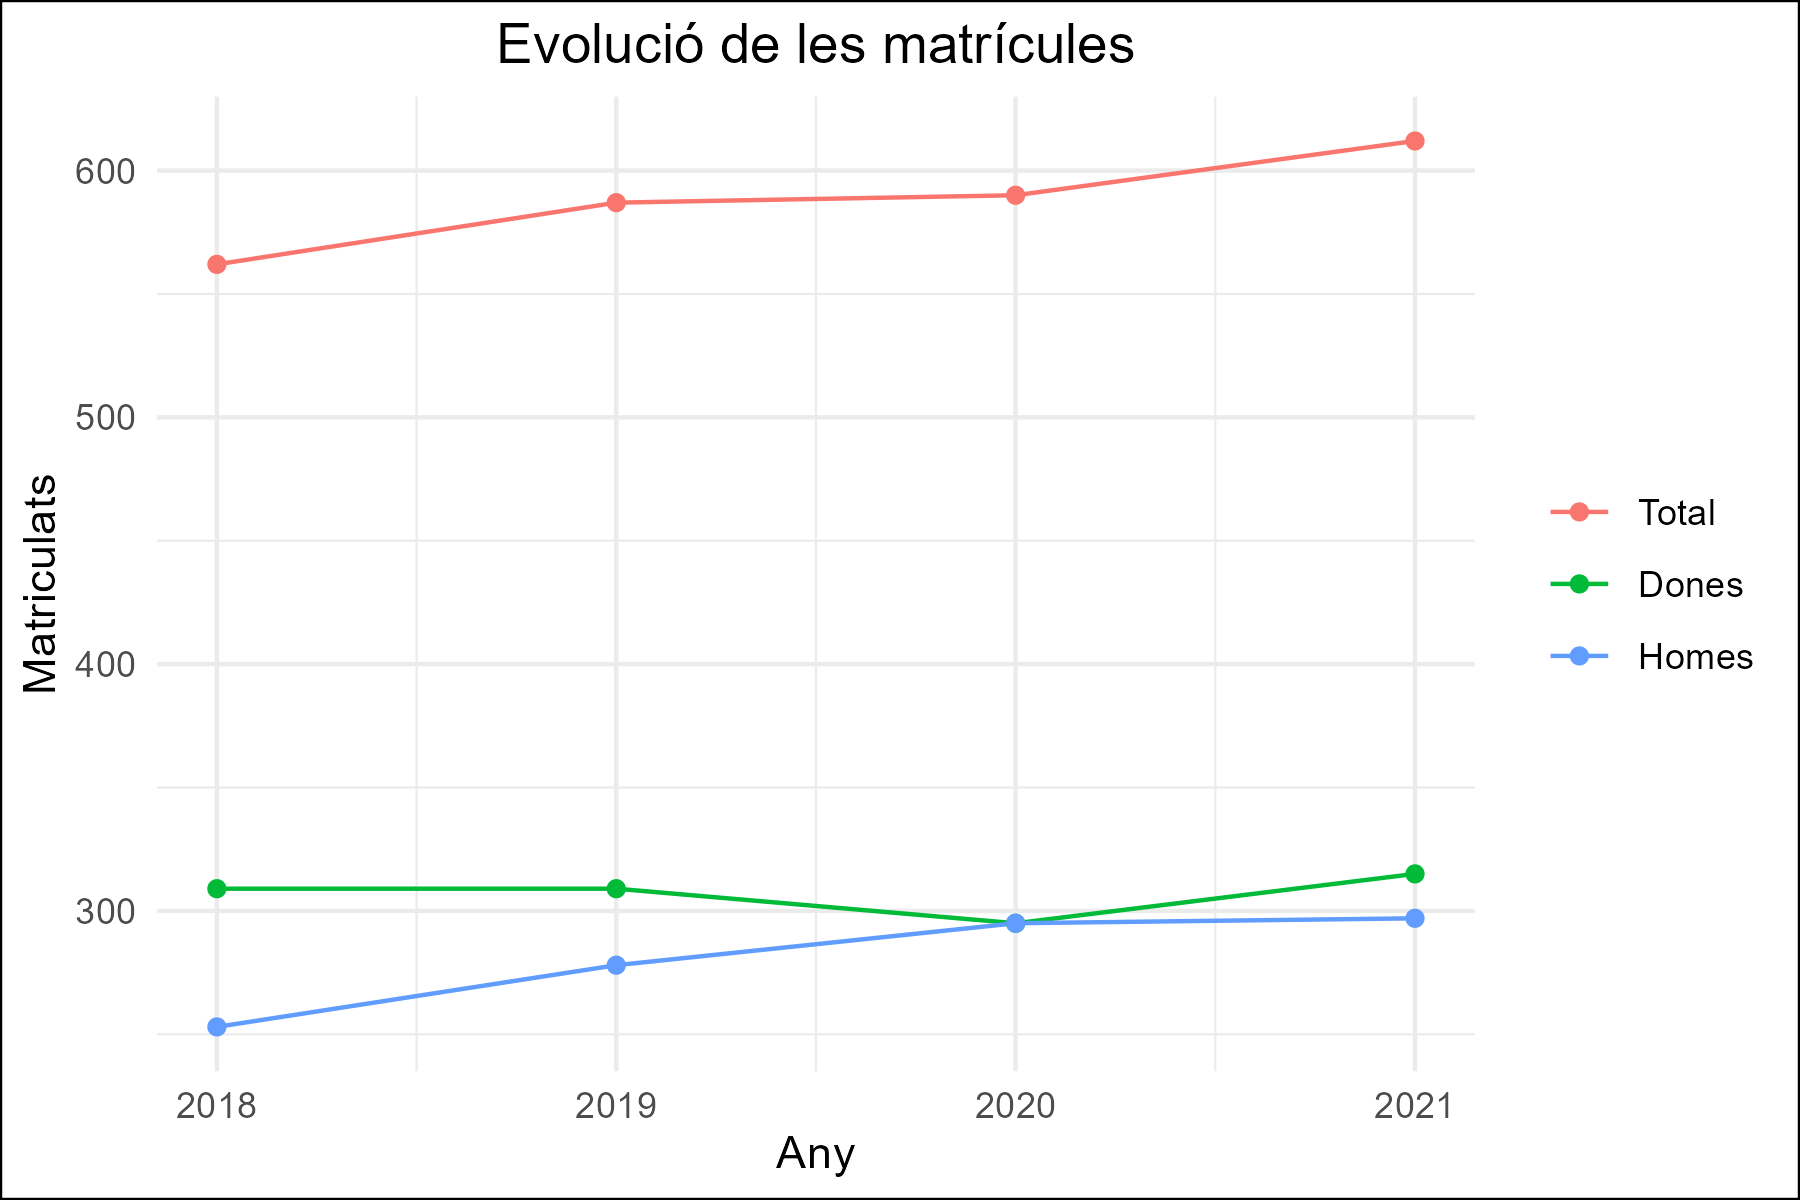 Evolució de les matrícules
Matriculats
600
500
400
300
2018
2019
2020
2021
Any
Total
Dones
Homes